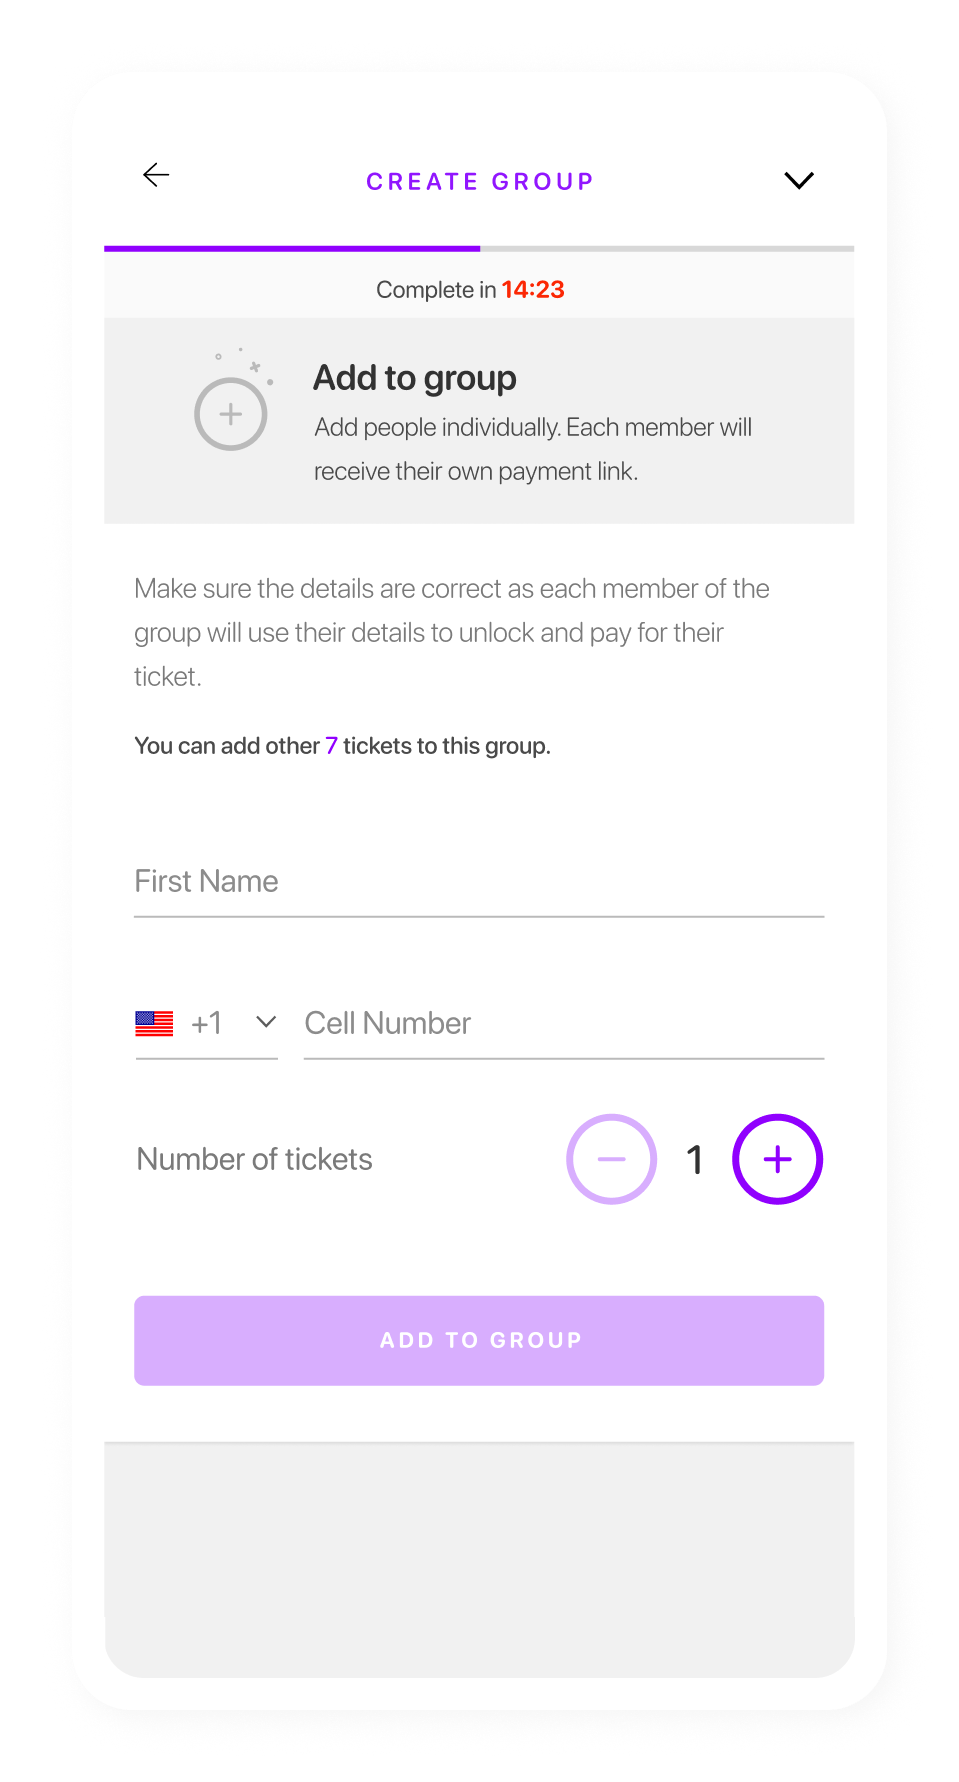 CREATE GROUP
Complete in 14:23
Add to group
Add people individually. Each member will
receive their own payment link.
Make sure the details are correct as each member of the
group will use their details to unlock and pay for their
ticket.
You can add other 7 tickets to this group.
First Name
+1 Cell Number
Number of tickets 1
ADD TO GROUP